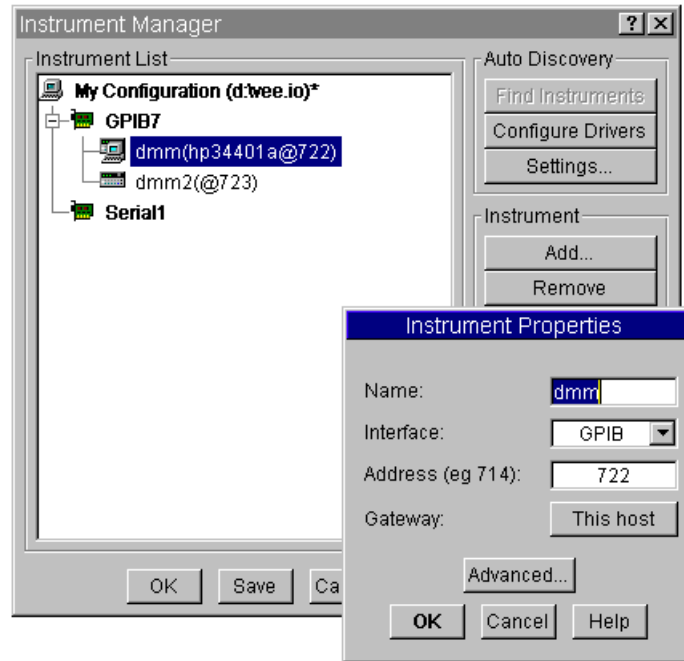 Instrument Manager
Instrument List
My Configuration (d:\vee.io)*
GPIB7
dmm(hp34401a@722)
dmm2(@723)
Serial1
Auto Discovery
Find Instruments
Configure Drivers
Settings...
Instrument
Add...
Remove
OK Save Ca
Instrument Properties
Name: dmm
Interface: GPIB
Address (eg 714): 722
Gateway: This host
Advanced...
OK Cancel Help